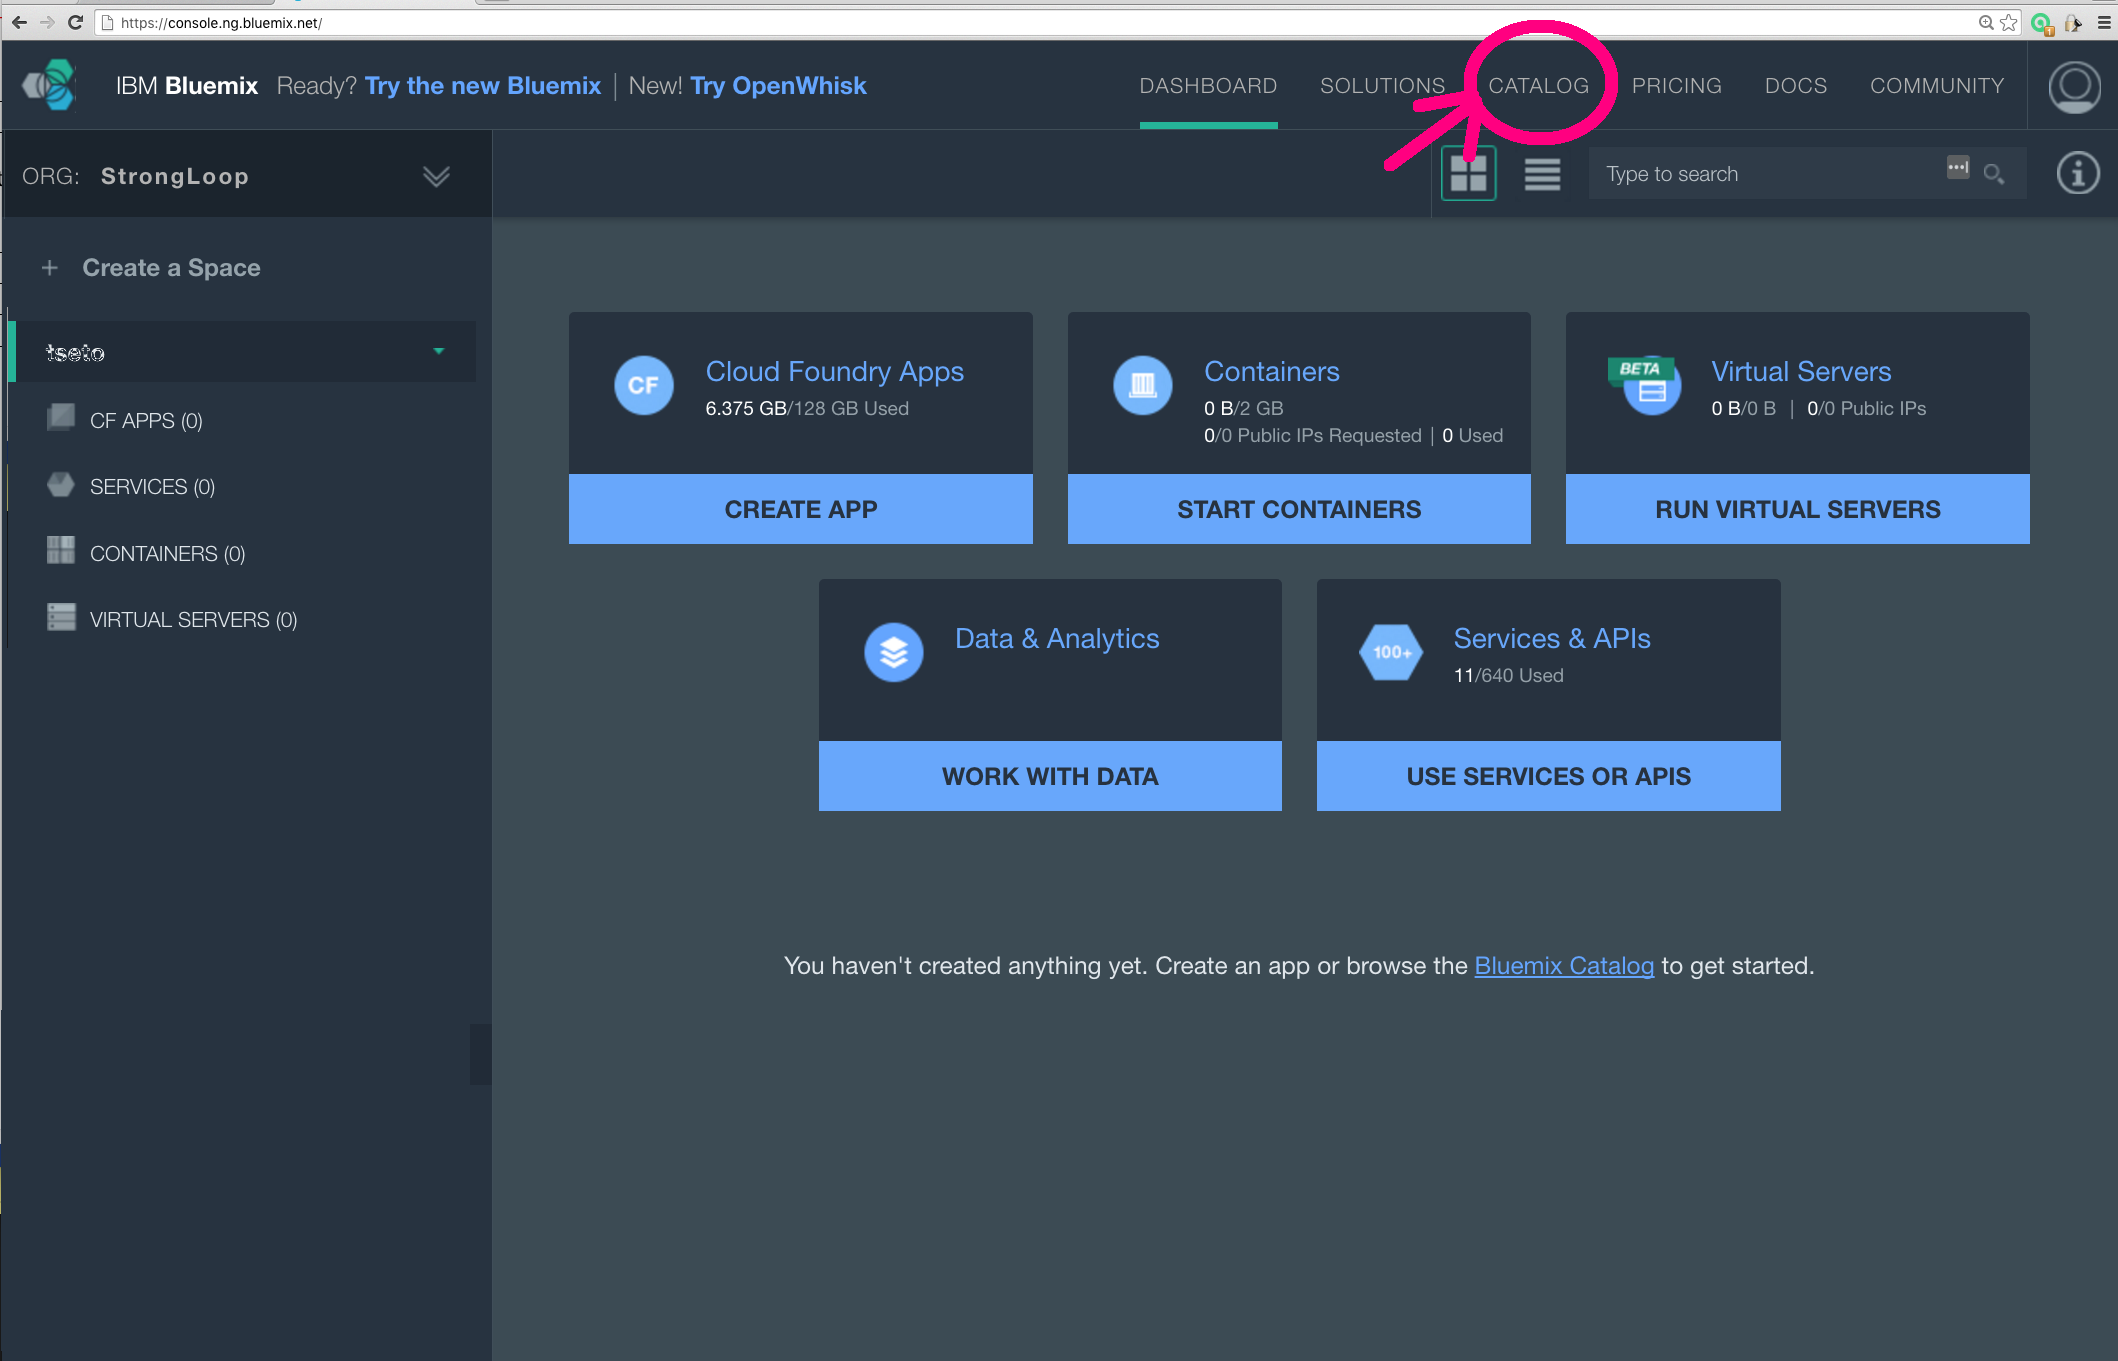 https://console.ng.bluemix.net/
IBM Bluemix Ready? Try the new Bluemix | New! Try OpenWhisk
DASHBOARD SOLUTIONS CATALOG PRICING DOCS COMMUNITY
ORG: StrongLoop
Type to search
+ Create a Space
tseto
CF APPS (0)
SERVICES (0)
CONTAINERS (0)
VIRTUAL SERVERS (0)
CF
Cloud Foundry Apps
6.375 GB/128 GB Used
CREATE APP
Containers
0 B/2 GB
0/0 Public IPs Requested | 0 Used
START CONTAINERS
BETA
Virtual Servers
0 B/0 B | 0/0 Public IPs
RUN VIRTUAL SERVERS
Data & Analytics
WORK WITH DATA
100+
Services & APIs
11/640 Used
USE SERVICES OR APIS
You haven't created anything yet. Create an app or browse the Bluemix Catalog to get started.